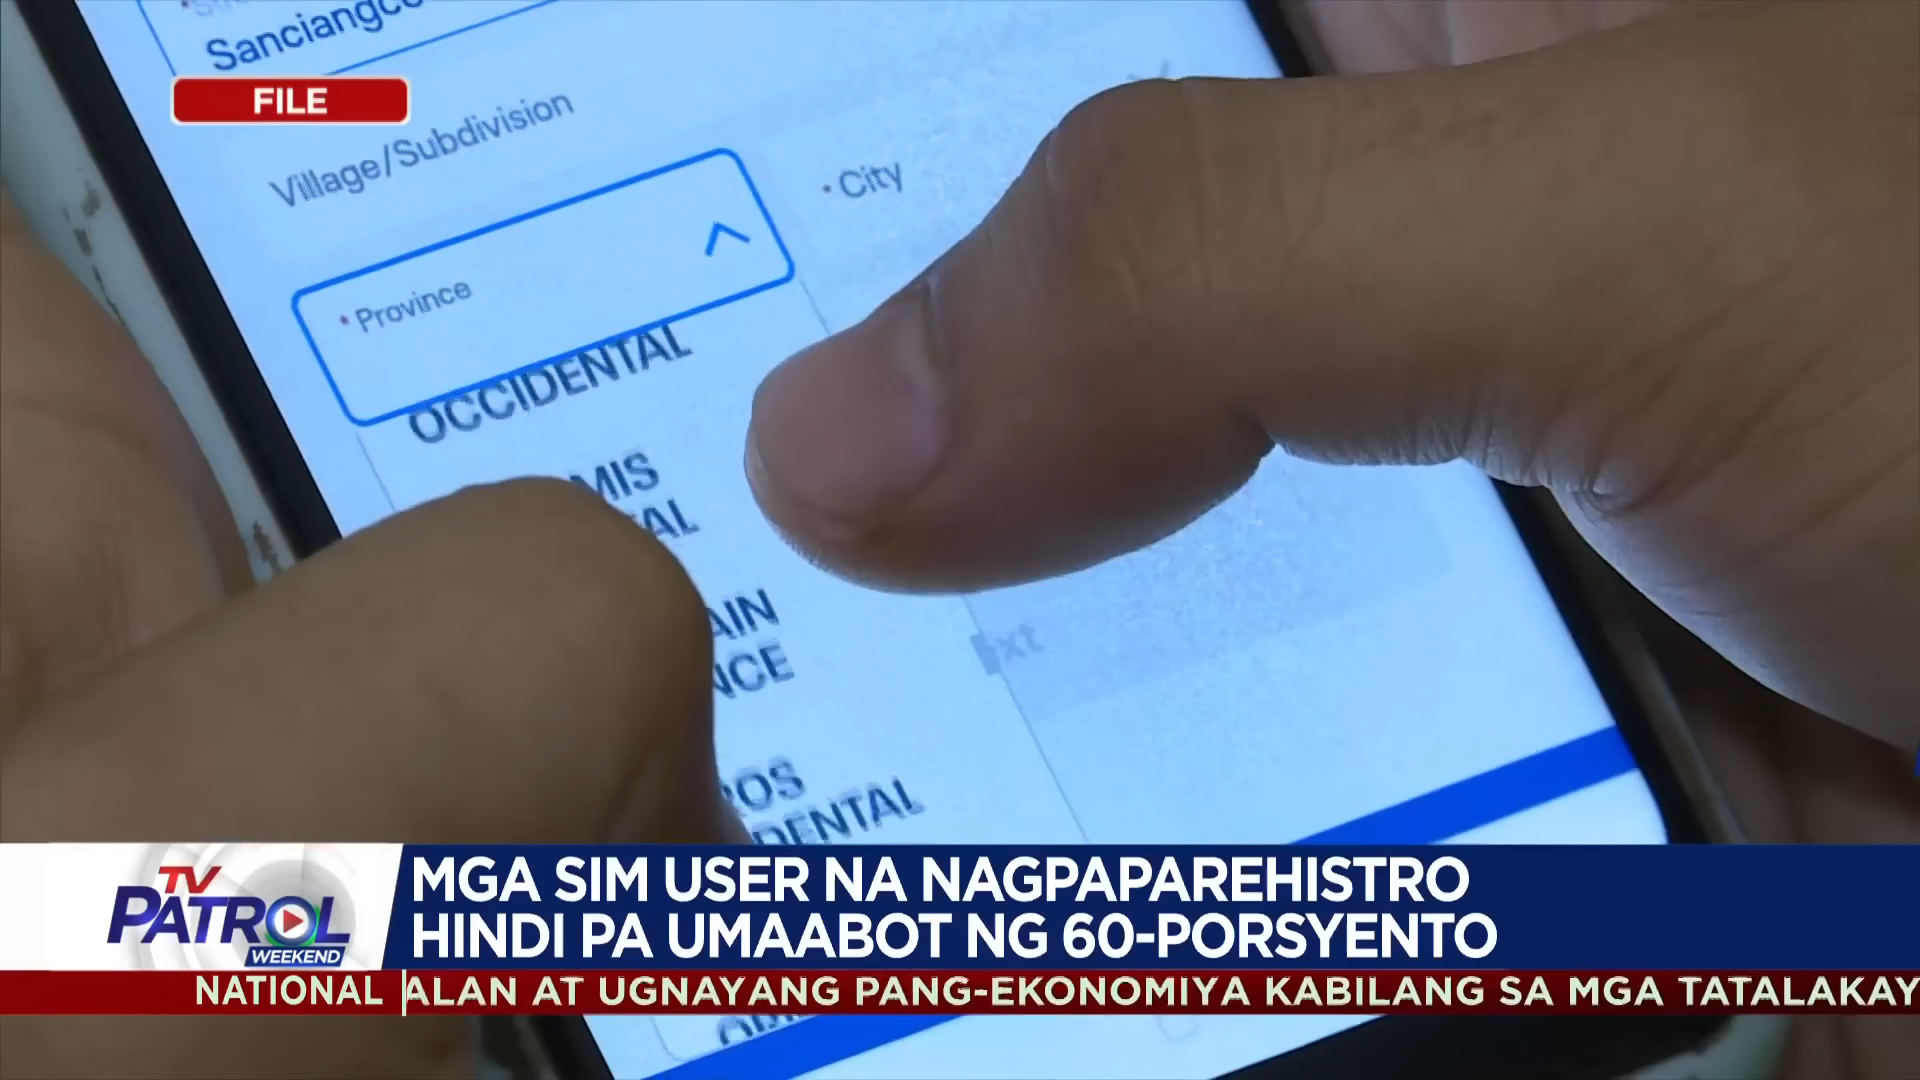 Sanciangco
FILE
Village/Subdivision
* City
* Province
OCCIDENTAL
TV
PATROL
WEEKEND
MGA SIM USER NA NAGPAPAREHISTRO
HINDI PA UMAABOT NG 60-PORSYENTO
NATIONAL
ALAN AT UGNAYANG PANG-EKONOMIYA KABILANG SA MGA TATALAKAY